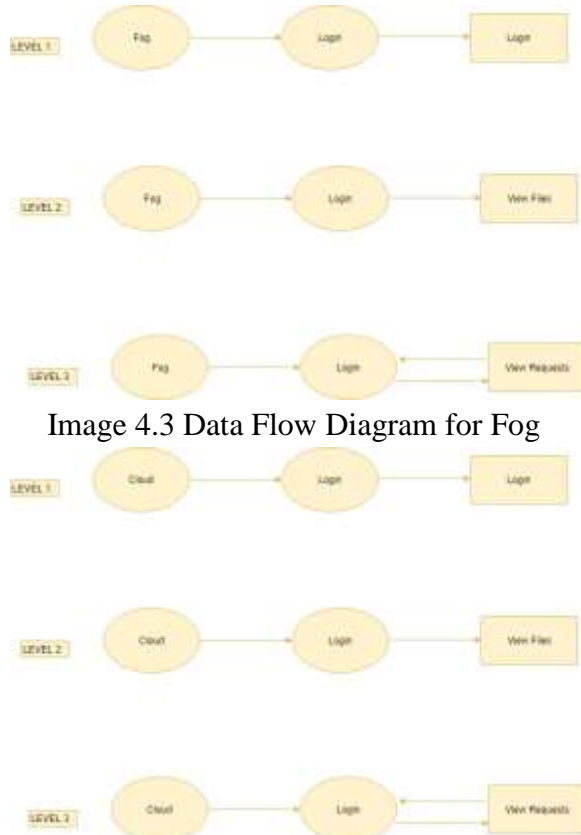 Fog Login Login
LEVEL 1
Fog Login View Files
LEVEL 2
Fog Login View Requests
LEVEL 3
Image 4.3 Data Flow Diagram for Fog
Cloud Login Login
LEVEL 1
Cloud Login View Files
LEVEL 2
Cloud Login View Requests
LEVEL 3